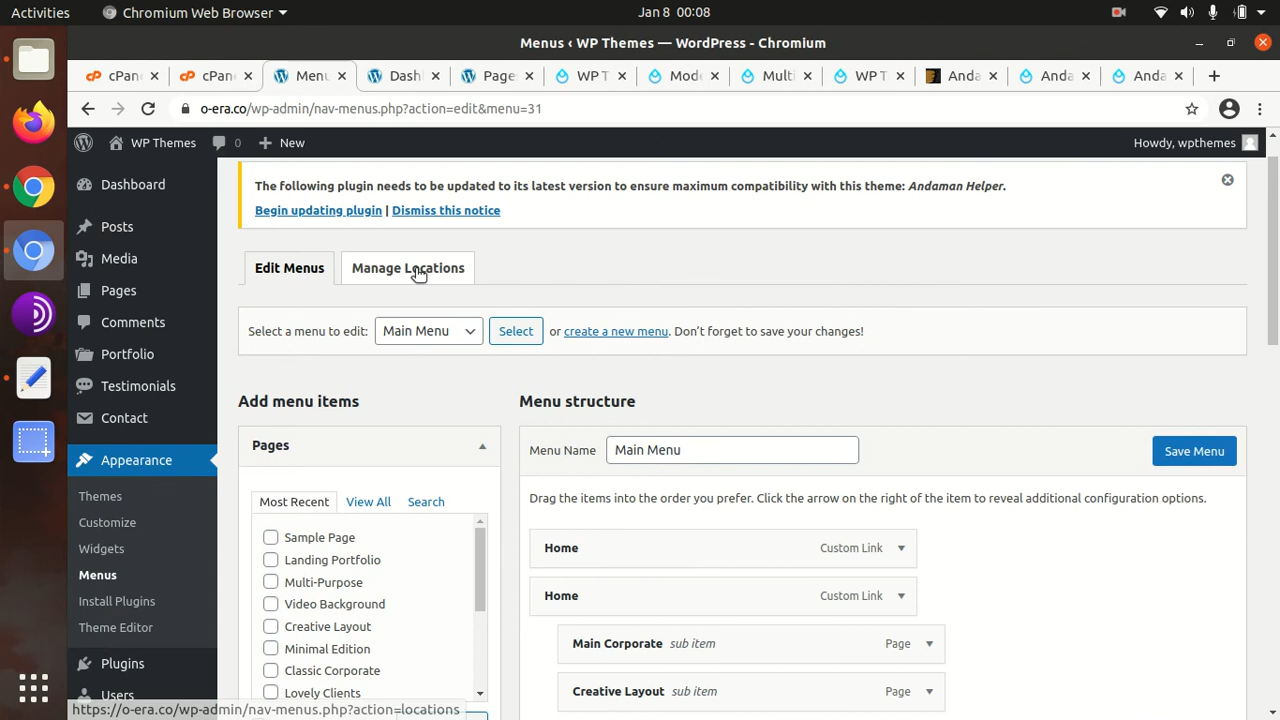 Activities
Chromium Web Browser
Jan 8 00:08
Menus ‹ WP Themes — WordPress - Chromium
cPan
cPan
Menu
Dash
Page
WP T
Mode
Multi
WP T
Anda
Anda
Anda
o-era.co/wp-admin/nav-menus.php?action=edit&menu=31
WP Themes
0
New
Howdy, wpthemes
Dashboard
Posts
Media
Pages
Comments
Portfolio
Testimonials
Contact
Appearance
Themes
Customize
Widgets
Menus
Install Plugins
Theme Editor
Plugins
Users
The following plugin needs to be updated to its latest version to ensure maximum compatibility with this theme: Andaman Helper.
Begin updating plugin | Dismiss this notice
Edit Menus
Manage Locations
Select a menu to edit: Main Menu Select or create a new menu. Don’t forget to save your changes!
Add menu items
Pages
Most Recent
View All
Search
Sample Page
Landing Portfolio
Multi-Purpose
Video Background
Creative Layout
Minimal Edition
Classic Corporate
Lovely Clients
Menu structure
Menu Name
Main Menu
Save Menu
Drag the items into the order you prefer. Click the arrow on the right of the item to reveal additional configuration options.
Home Custom Link
Home Custom Link
Main Corporate sub item Page
Creative Layout sub item Page
https://o-era.co/wp-admin/nav-menus.php?action=locations